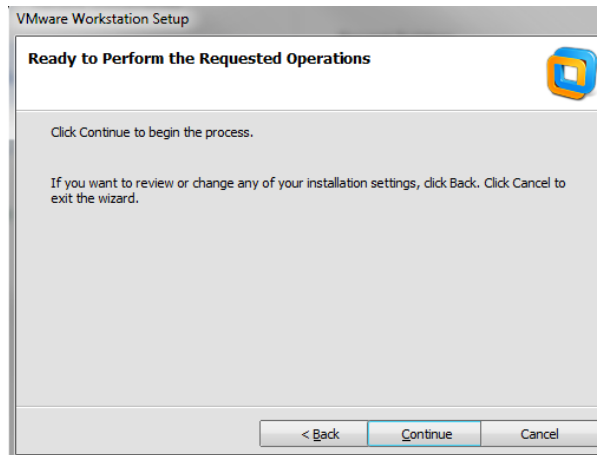 VMware Workstation Setup
Ready to Perform the Requested Operations
Click Continue to begin the process.
If you want to review or change any of your installation settings, click Back. Click Cancel to
exit the wizard.
< Back Continue Cancel